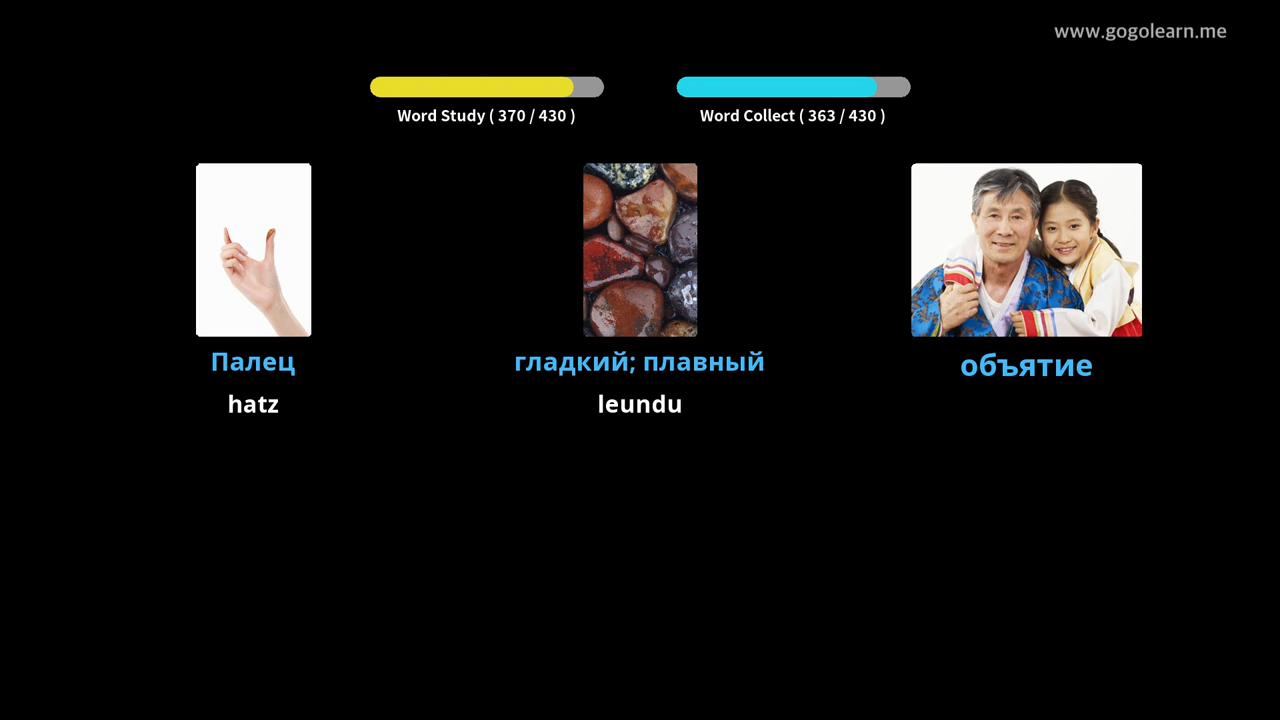 www.gogolearn.me
Word Study ( 370 / 430 )
Word Collect ( 363 / 430 )
Палец
hatz
гладкий; плавный
leundu
объятие